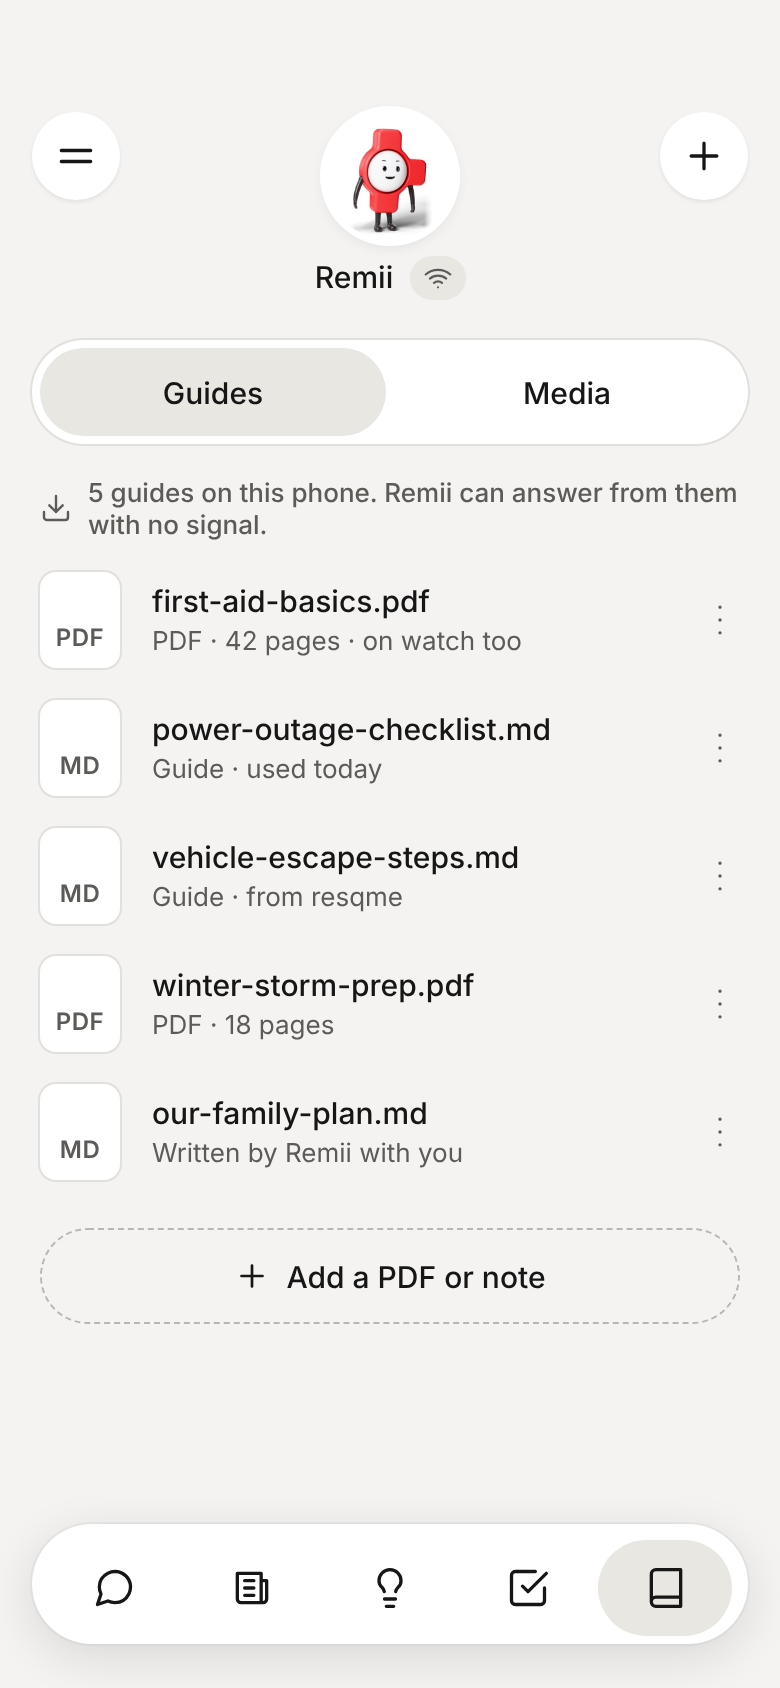 Remii
Guides
Media
5 guides on this phone. Remii can answer from them
with no signal.
PDF
first-aid-basics.pdf
PDF · 42 pages · on watch too
MD
power-outage-checklist.md
Guide · used today
MD
vehicle-escape-steps.md
Guide · from resqme
PDF
winter-storm-prep.pdf
PDF · 18 pages
MD
our-family-plan.md
Written by Remii with you
Add a PDF or note